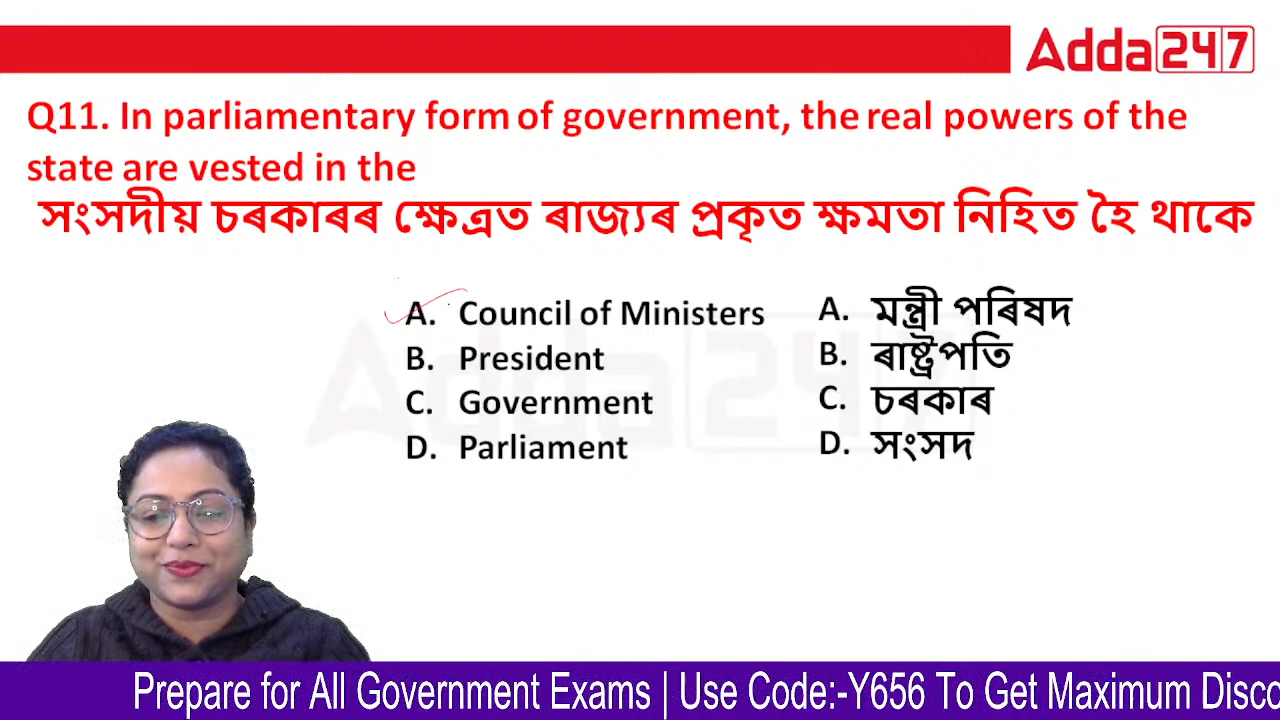 Adda247
Q11. In parliamentary form of government, the real powers of the
state are vested in the
সংসদীয় চৰকাৰৰ ক্ষেত্ৰত ৰাজ্যৰ প্ৰকৃত ক্ষমতা নিহিত হৈ থাকে
A. Council of Ministers
B. President
C. Government
D. Parliament
A. মন্ত্ৰী পৰিষদ
B. ৰাষ্ট্ৰপতি
C. চৰকাৰ
D. সংসদ
Adda247
Prepare for All Government Exams | Use Code:-Y656 To Get Maximum Disco